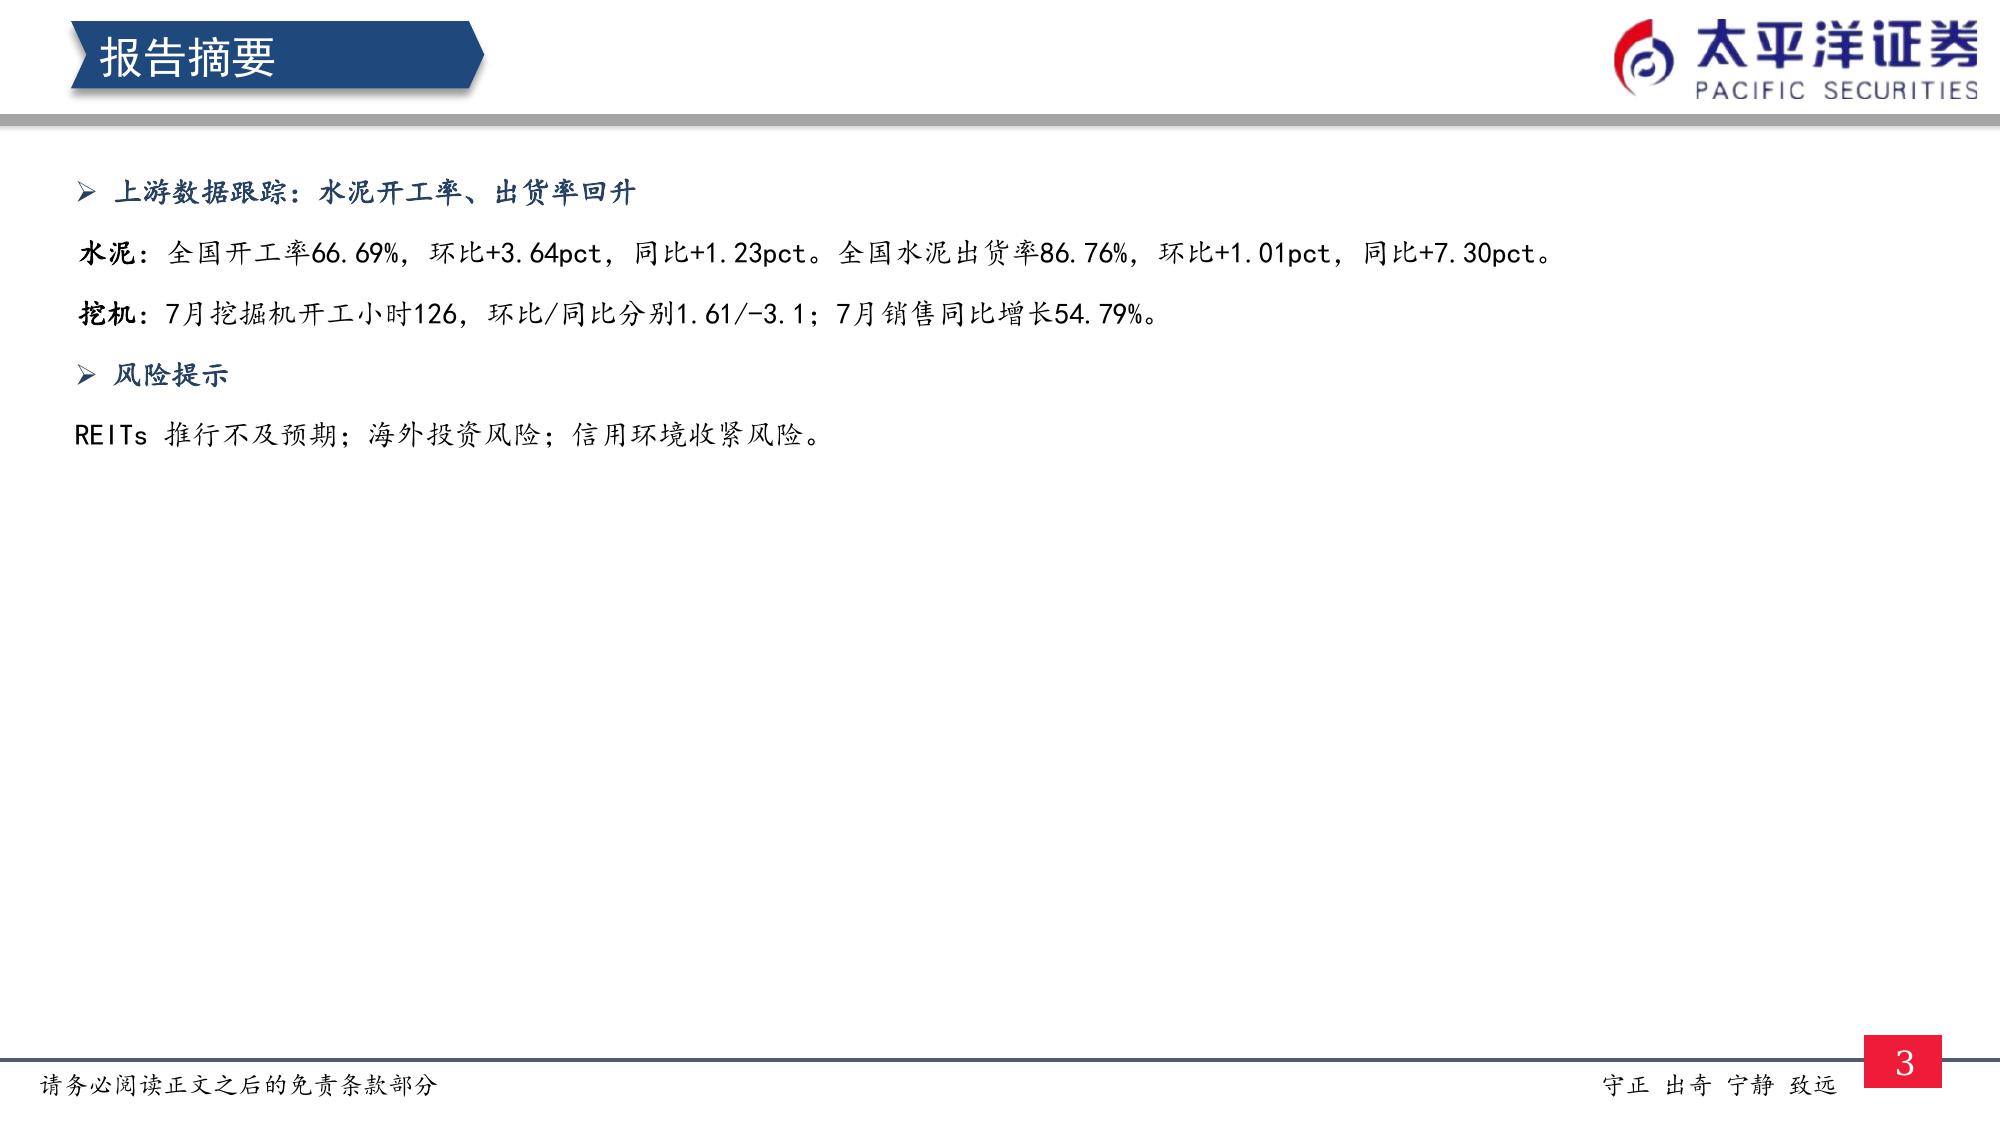 报告摘要
太平洋证券
PACIFIC SECURITIES
➢ 上游数据跟踪：水泥开工率、出货率回升
水泥：全国开工率66.69%，环比+3.64pct，同比+1.23pct。全国水泥出货率86.76%，环比+1.01pct，同比+7.30pct。
挖机：7月挖掘机开工小时126，环比/同比分别1.61/-3.1；7月销售同比增长54.79%。
➢ 风险提示
REITs 推行不及预期；海外投资风险；信用环境收紧风险。
请务必阅读正文之后的免责条款部分
守正 出奇 宁静 致远
3